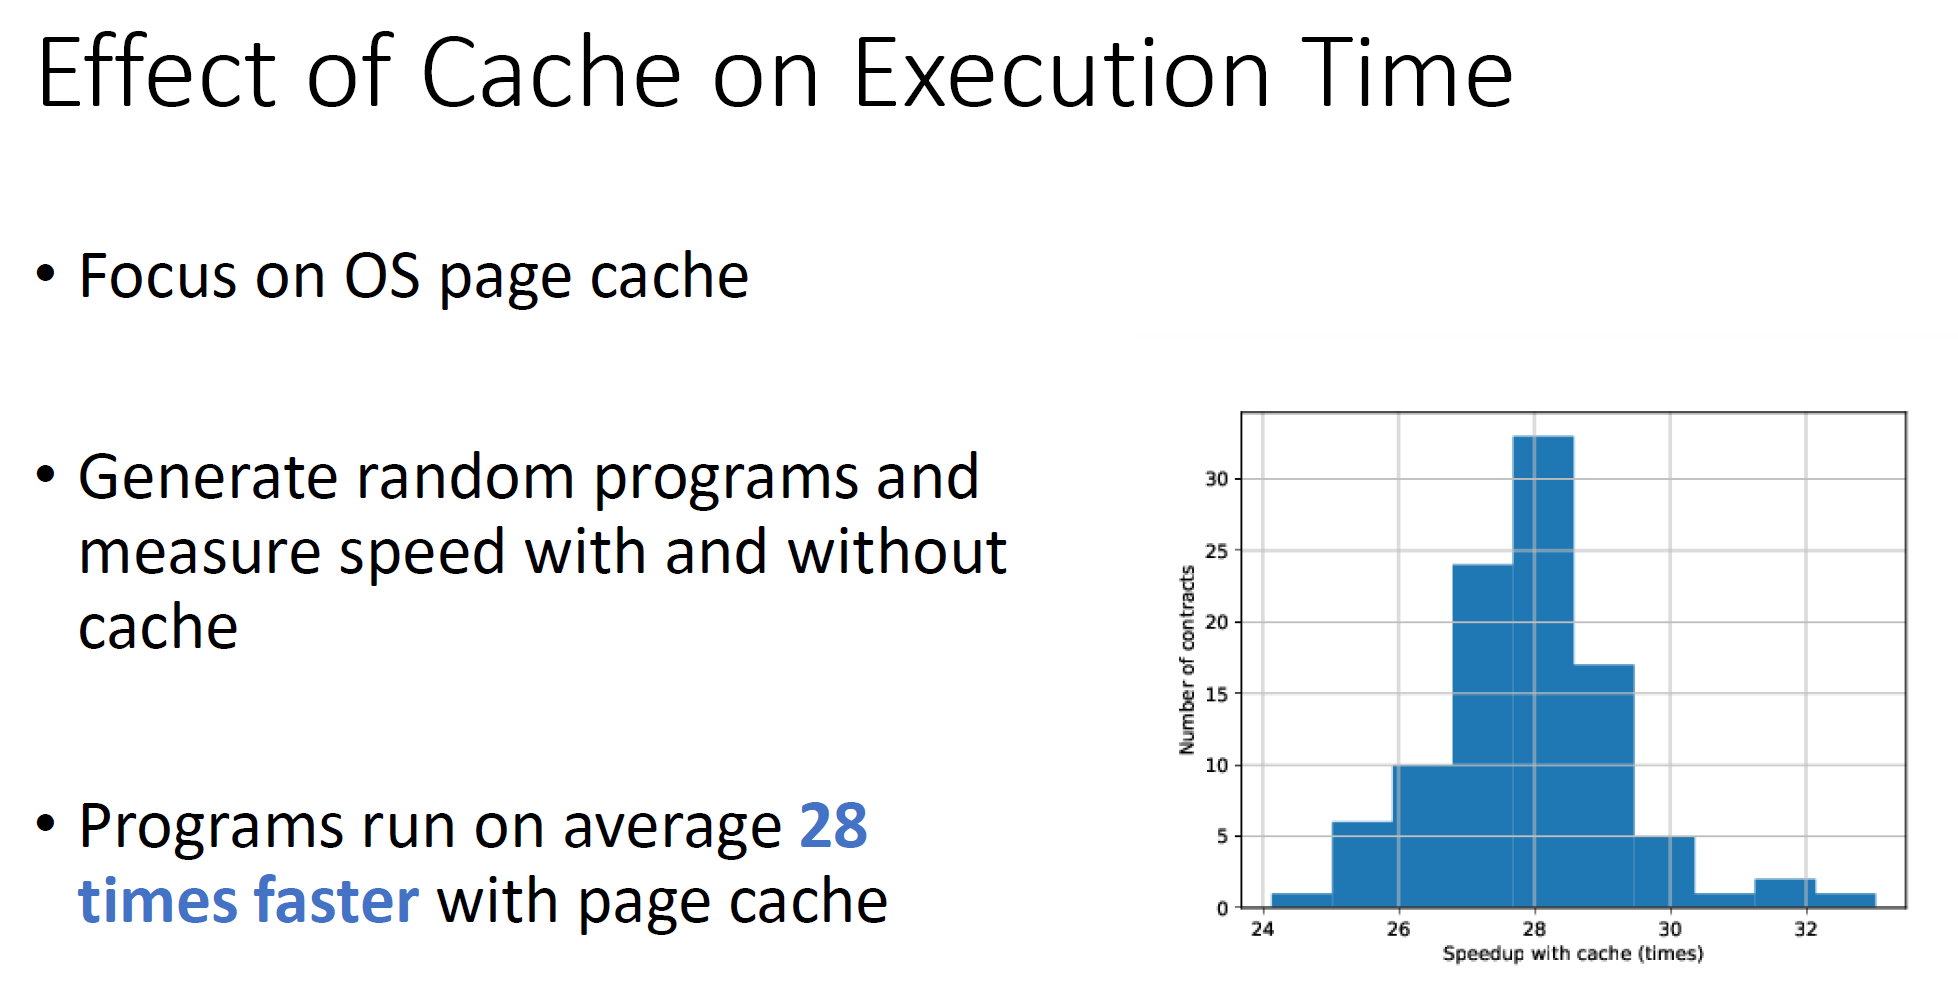 Effect of Cache on Execution Time
• Focus on OS page cache
• Generate random programs and
measure speed with and without
cache
• Programs run on average 28
times faster with page cache
Number of contracts
30
25
20
15
10
5
0
24 26 28 30 32
Speedup with cache (times)